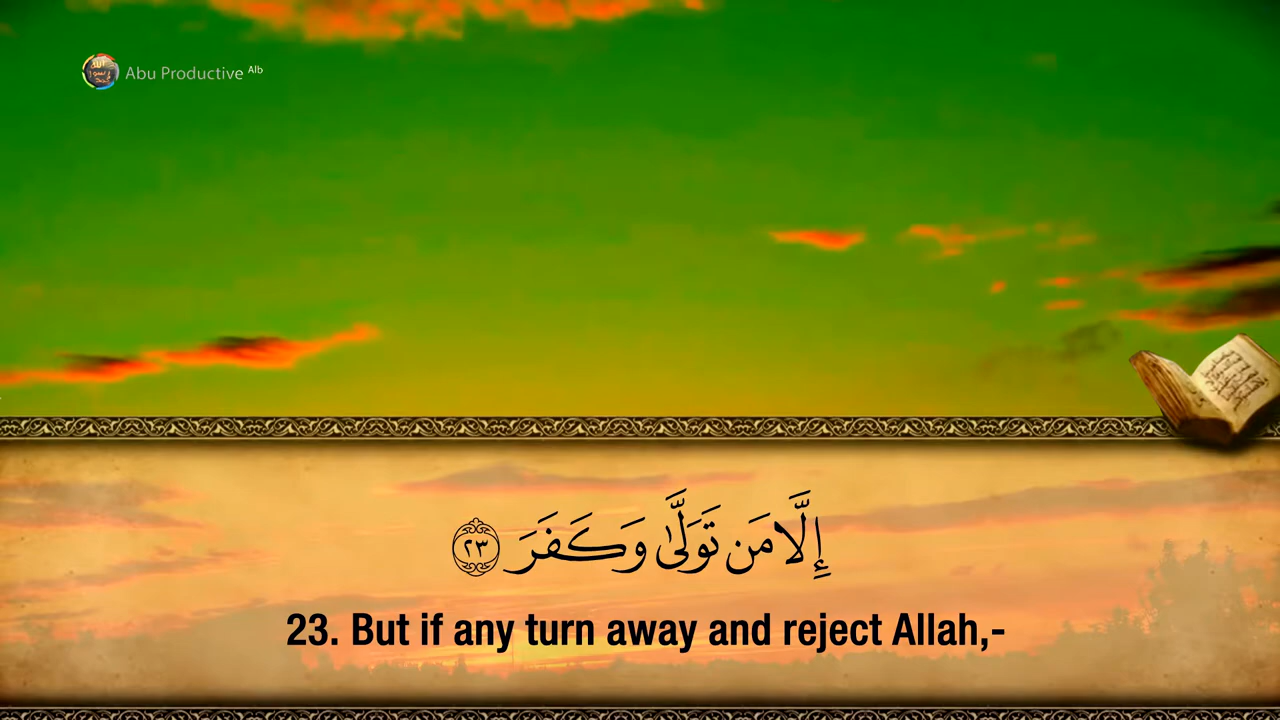 Abu Productive Alb
إِلَّا مَن تَوَلَّىٰ وَكَفَرَ ٢٣
23. But if any turn away and reject Allah,-